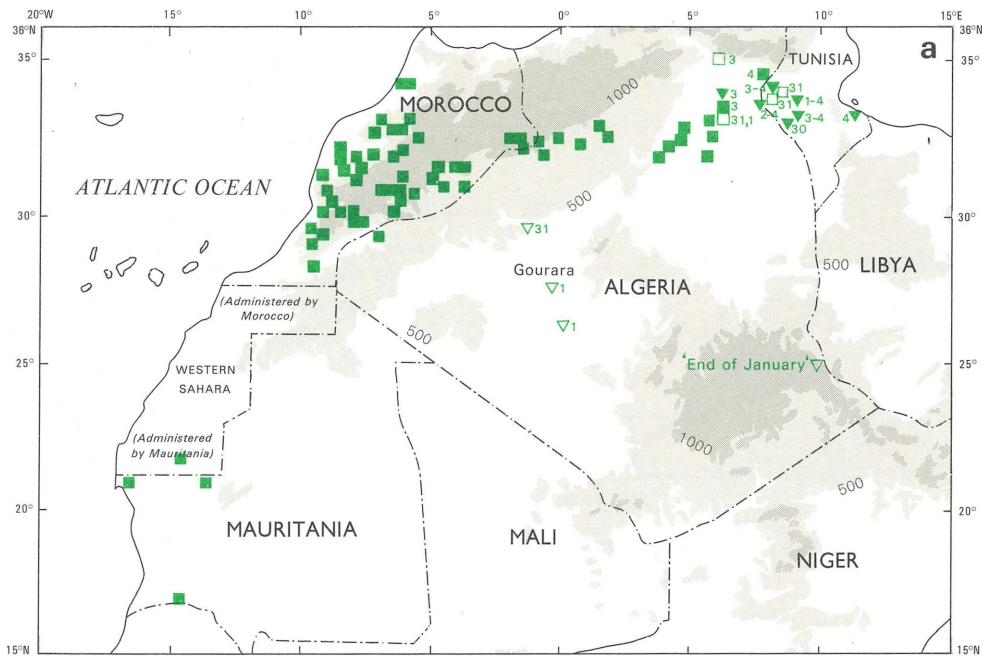 20°W 15° 10° 5° 0° 5° 10° 15°E
36°N 36°N
a
35° 35°
TUNISIA
3
4
3-4 31
3
31 1-4
3
2-4 3-4
31,1
30
4
1000
MOROCCO
ATLANTIC OCEAN
500
30° 30°
31
500 LIBYA
Gourara
ALGERIA
1
(Administered by
Morocco)
1
500
25° 25°
'End of January'
WESTERN
SAHARA
(Administered
by Mauritania)
1000
500
20° 20°
MAURITANIA
MALI
NIGER
15°N 15°N